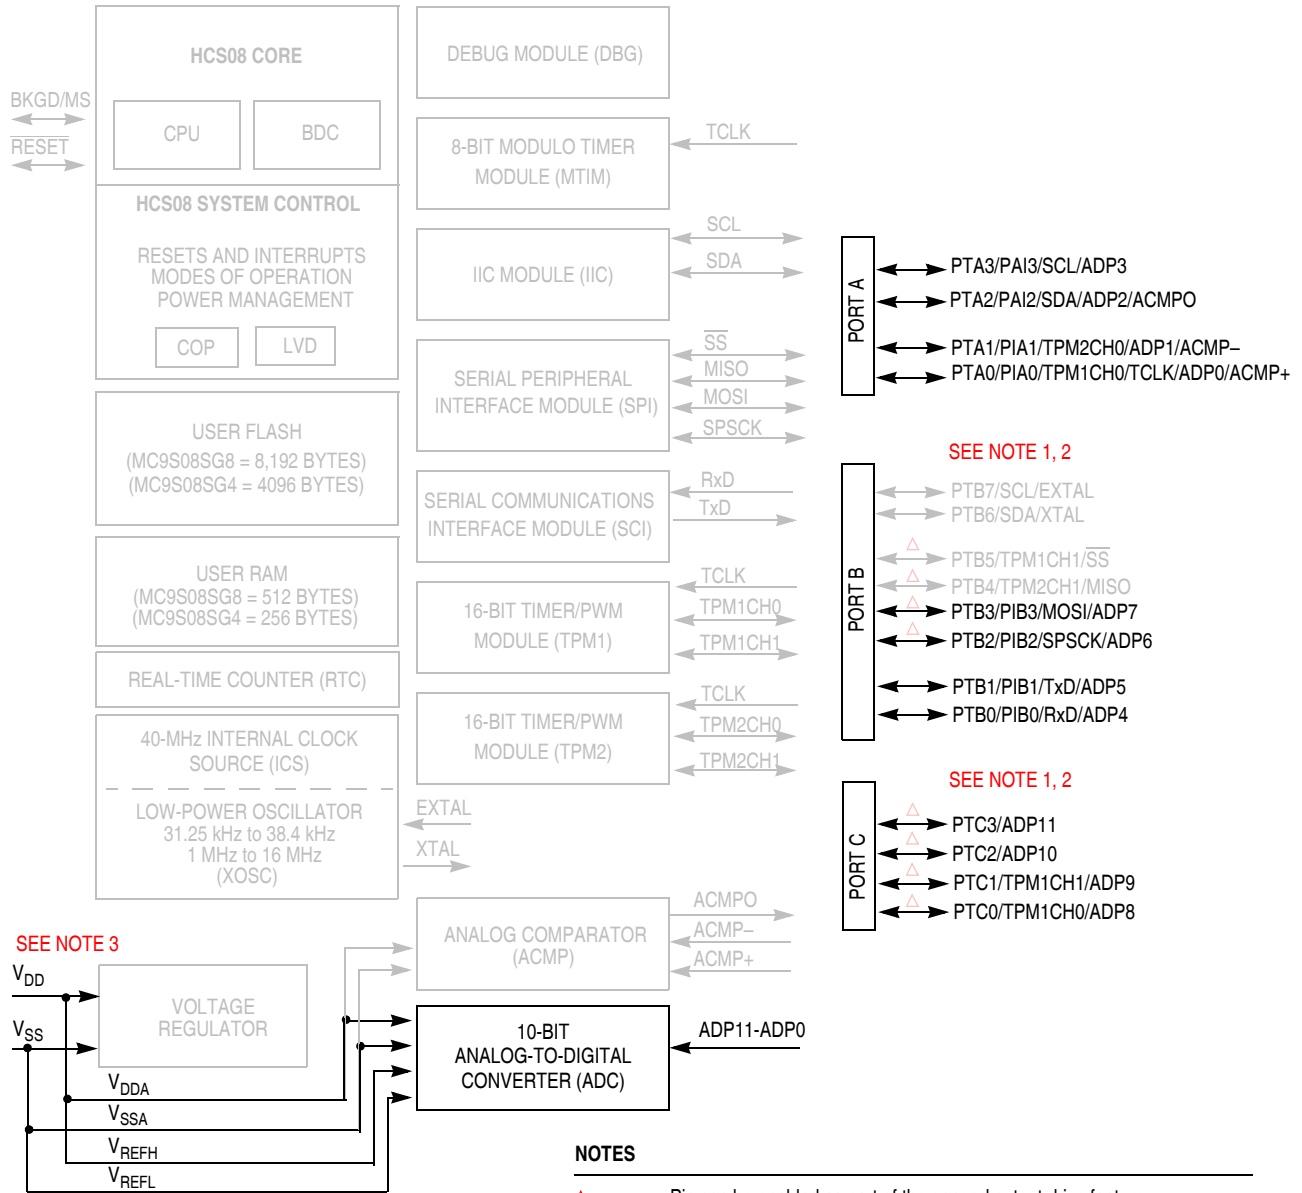 HCS08 CORE
CPU
BDC
BKGD/MS
RESET
HCS08 SYSTEM CONTROL
RESETS AND INTERRUPTS
MODES OF OPERATION
POWER MANAGEMENT
COP
LVD
USER FLASH
(MC9S08SG8 = 8,192 BYTES)
(MC9S08SG4 = 4096 BYTES)
USER RAM
(MC9S08SG8 = 512 BYTES)
(MC9S08SG4 = 256 BYTES)
REAL-TIME COUNTER (RTC)
40-MHz INTERNAL CLOCK
SOURCE (ICS)
LOW-POWER OSCILLATOR
31.25 kHz to 38.4 kHz
1 MHz to 16 MHz
(XOSC)
EXTAL
XTAL
SEE NOTE 3
VDD
VSS
VOLTAGE
REGULATOR
VDDA
VSSA
VREFH
VREFL
DEBUG MODULE (DBG)
8-BIT MODULO TIMER
MODULE (MTIM)
TCLK
IIC MODULE (IIC)
SCL
SDA
SERIAL PERIPHERAL
INTERFACE MODULE (SPI)
SS
MISO
MOSI
SPSCK
SERIAL COMMUNICATIONS
INTERFACE MODULE (SCI)
RxD
TxD
16-BIT TIMER/PWM
MODULE (TPM1)
TCLK
TPM1CH0
TPM1CH1
16-BIT TIMER/PWM
MODULE (TPM2)
TCLK
TPM2CH0
TPM2CH1
ANALOG COMPARATOR
(ACMP)
ACMPO
ACMP–
ACMP+
10-BIT
ANALOG-TO-DIGITAL
CONVERTER (ADC)
ADP11-ADP0
PORT A
PTA3/PAI3/SCL/ADP3
PTA2/PAI2/SDA/ADP2/ACMPO
PTA1/PIA1/TPM2CH0/ADP1/ACMP–
PTA0/PIA0/TPM1CH0/TCLK/ADP0/ACMP+
SEE NOTE 1, 2
PORT B
PTB7/SCL/EXTAL
PTB6/SDA/XTAL
PTB5/TPM1CH1/SS
PTB4/TPM2CH1/MISO
PTB3/PIB3/MOSI/ADP7
PTB2/PIB2/SPSCK/ADP6
PTB1/PIB1/TxD/ADP5
PTB0/PIB0/RxD/ADP4
SEE NOTE 1, 2
PORT C
PTC3/ADP11
PTC2/ADP10
PTC1/TPM1CH1/ADP9
PTC0/TPM1CH0/ADP8
NOTES